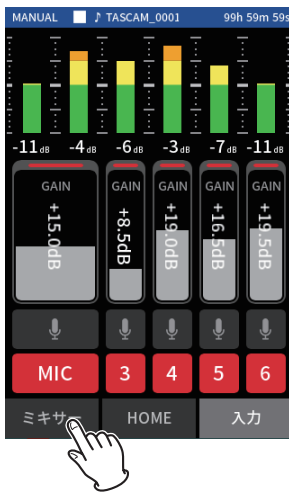 MANUAL ♪ TASCAM_0001 99h 59m 59s
-11dB -4dB -6dB -3dB -7dB -11dB
GAIN GAIN GAIN GAIN GAIN
+15.0dB +8.5dB +19.0dB +16.5dB +19.5dB
MIC 3 4 5 6
ミキサー HOME 入力